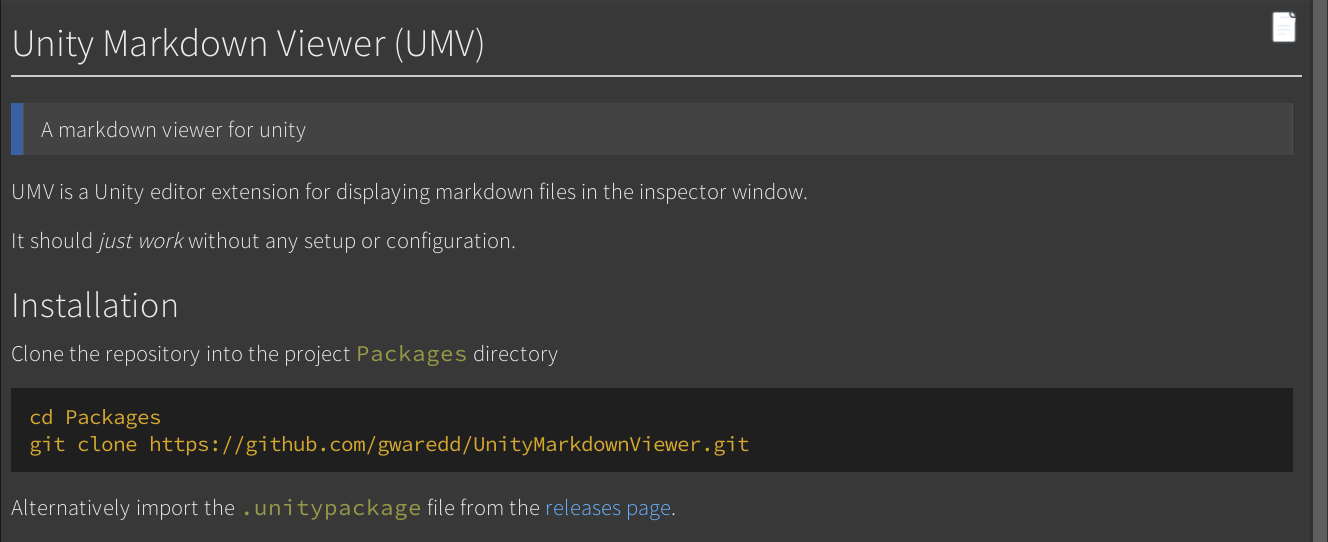 Unity Markdown Viewer (UMV)
A markdown viewer for unity
UMV is a Unity editor extension for displaying markdown files in the inspector window.
It should just work without any setup or configuration.
Installation
Clone the repository into the project Packages directory
cd Packages
git clone https://github.com/gwaredd/UnityMarkdownViewer.git
Alternatively import the .unitypackage file from the releases page.